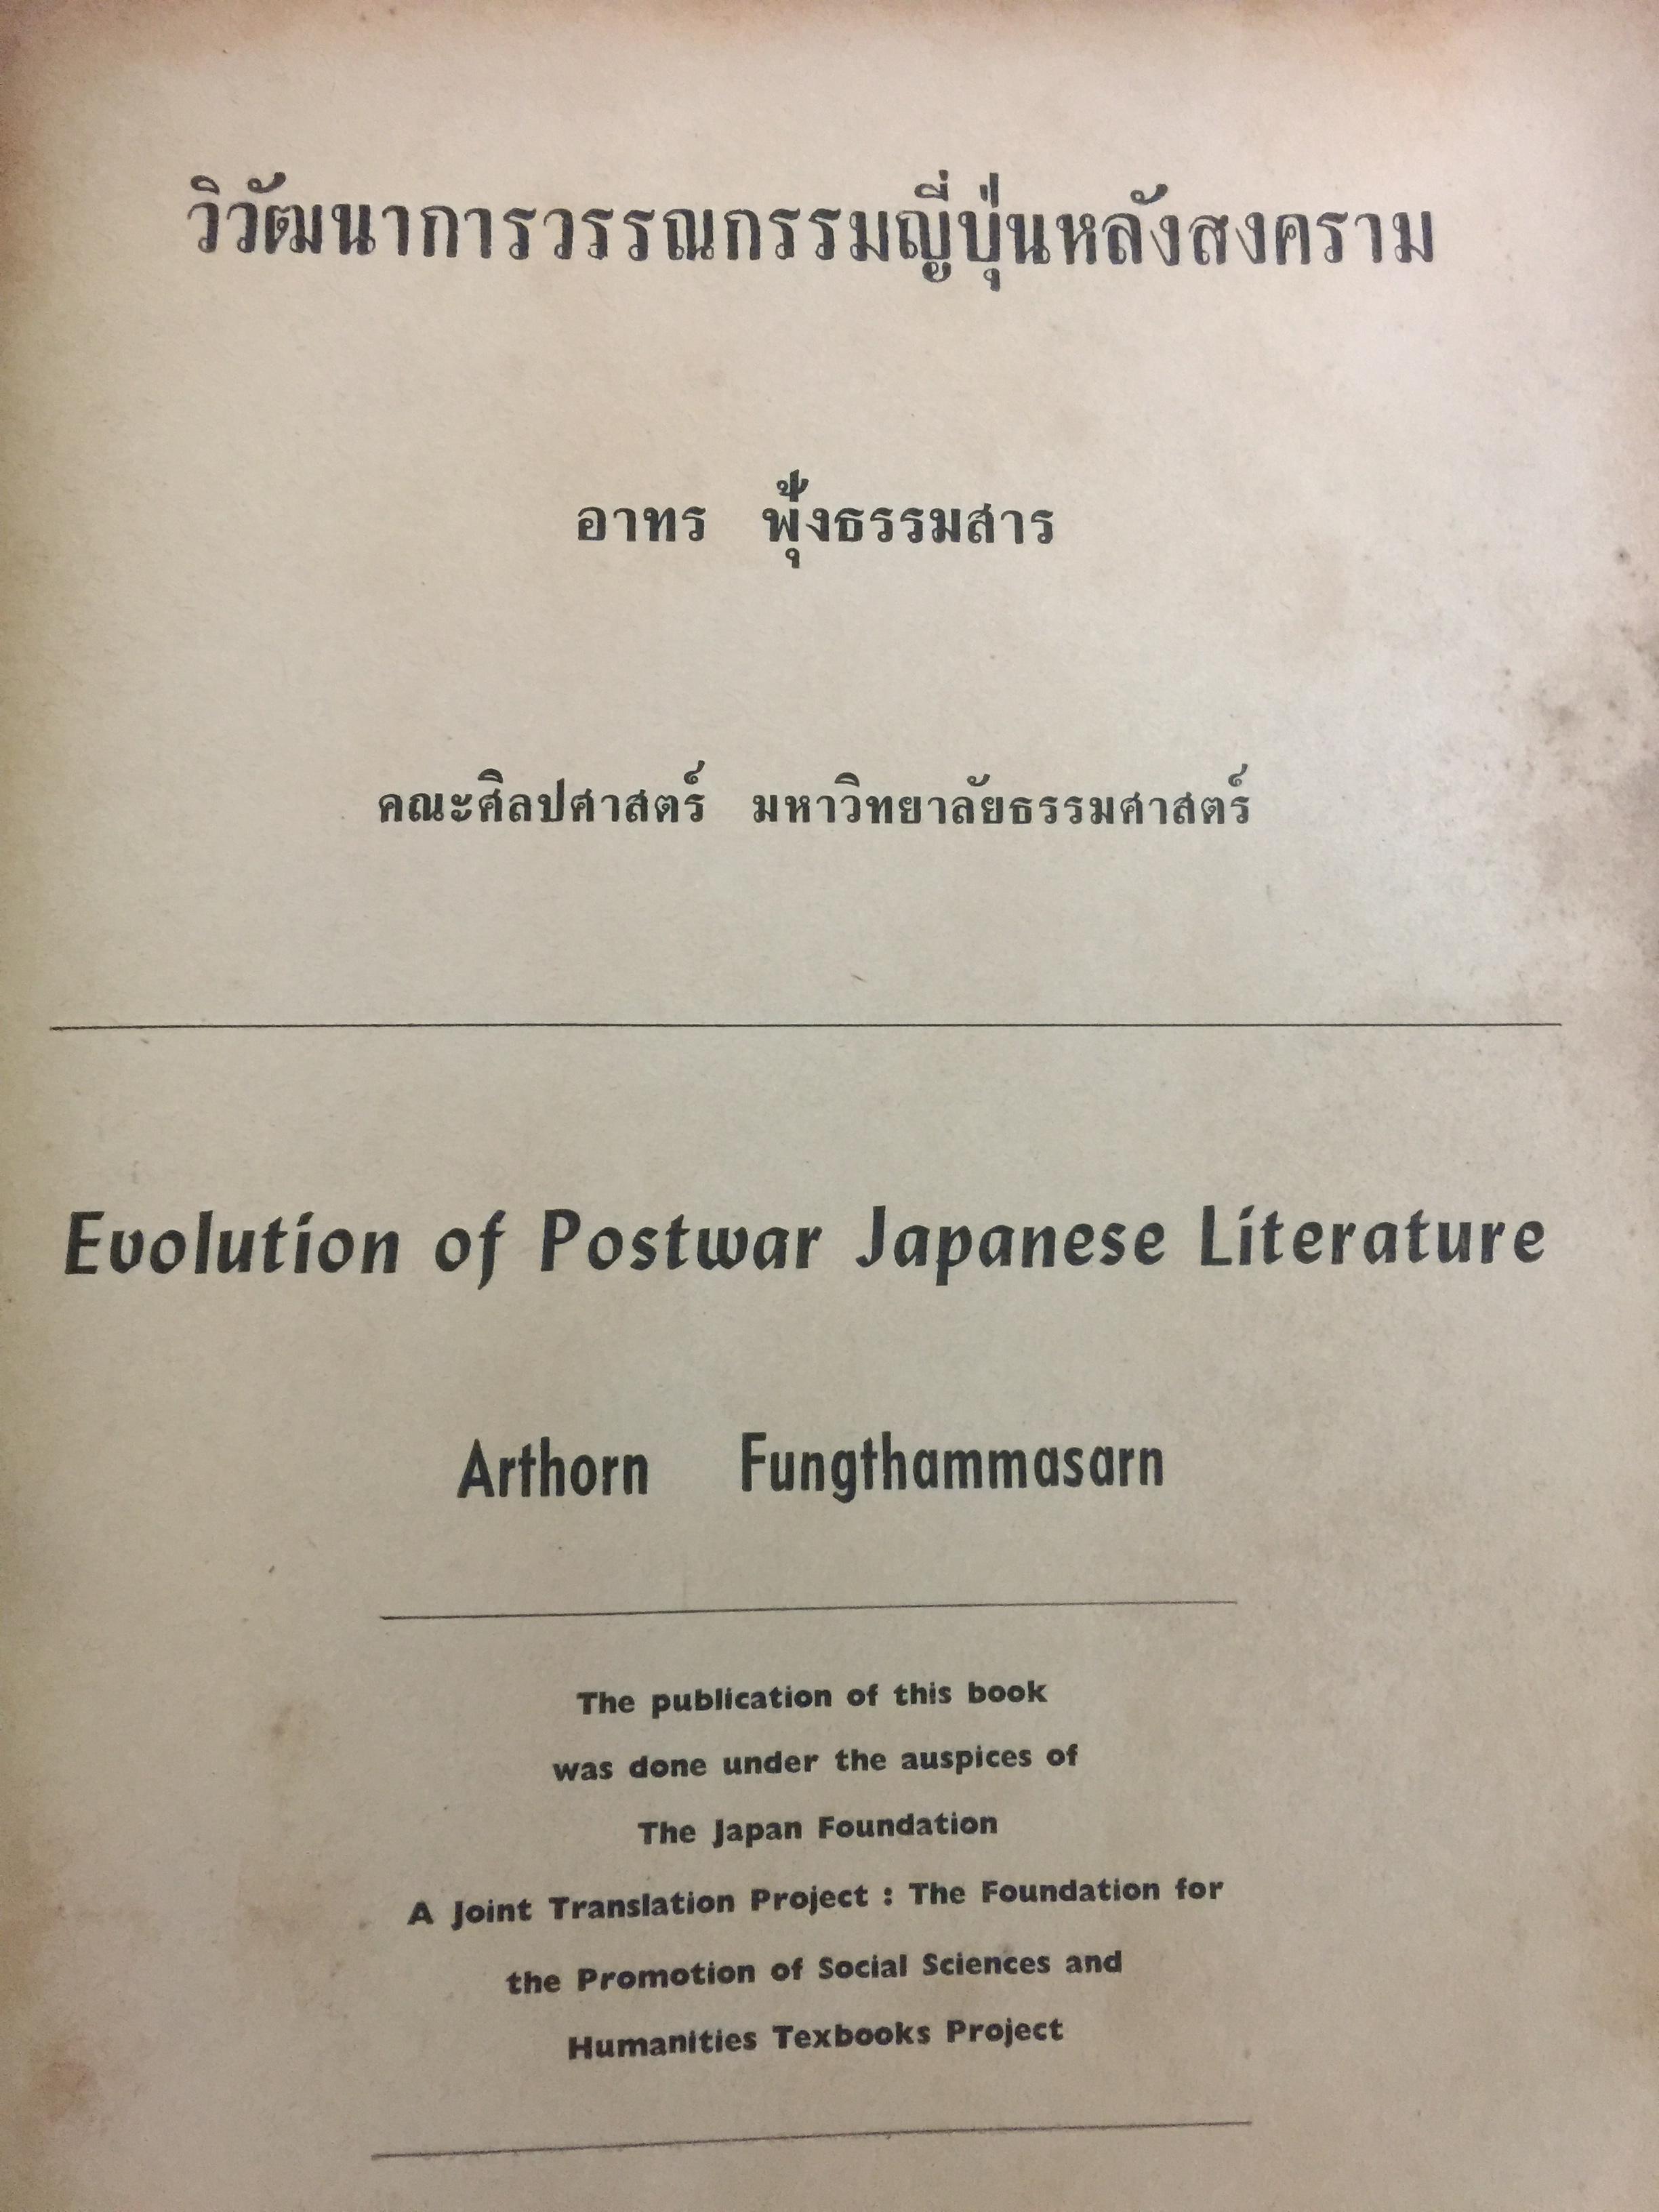 วิวัฒนาการวรรณกรรมญี่ปุ่นหลังสงคราม
อาทร พุ้งธรรมสาร
คณะศิลปศาสตร์ มหาวิทยาลัยธรรมศาสตร์
Evolution of Postwar Japanese Literature
Arthorn Fungthammasarn
The publication of this book
was done under the auspices of
The Japan Foundation
A Joint Translation Project : The Foundation for
the Promotion of Social Sciences and
Humanities Texbooks Project